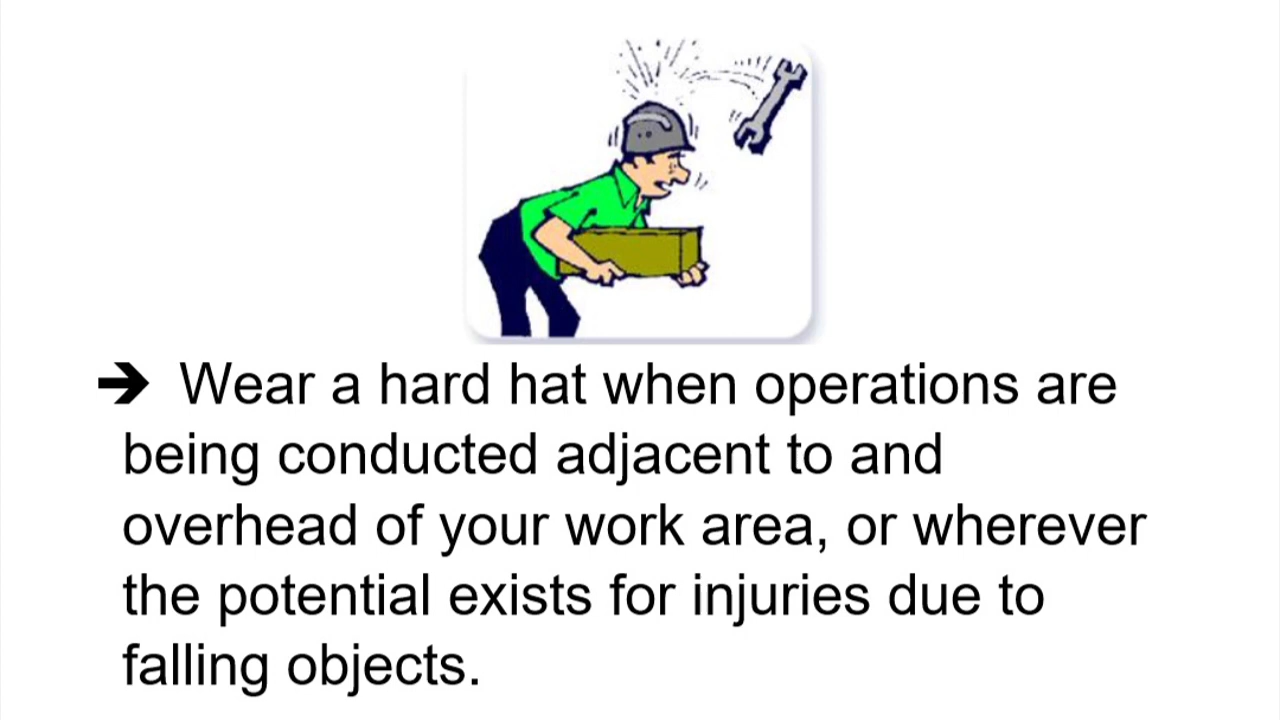 ➔ Wear a hard hat when operations are
being conducted adjacent to and
overhead of your work area, or wherever
the potential exists for injuries due to
falling objects.